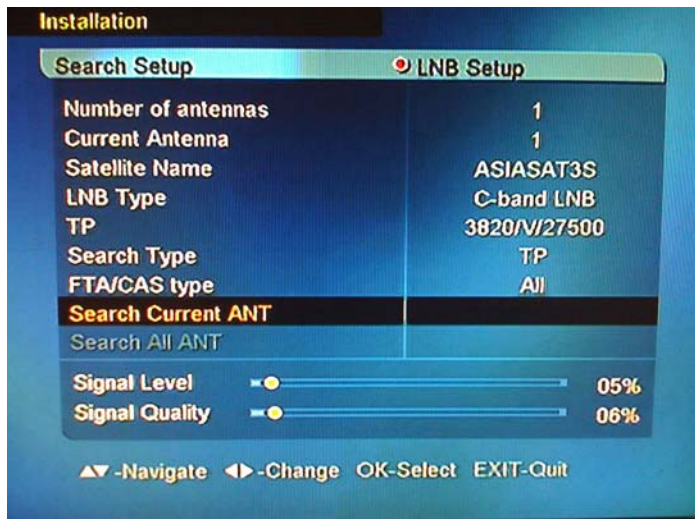 Installation
Search Setup LNB Setup
Number of antennas 1
Current Antenna 1
Satellite Name ASIASAT3S
LNB Type C-band LNB
TP 3820/V/27500
Search Type TP
FTA/CAS type All
Search Current ANT
Search All ANT
Signal Level 05%
Signal Quality 06%
▲▼-Navigate ◀▶-Change OK-Select EXIT-Quit